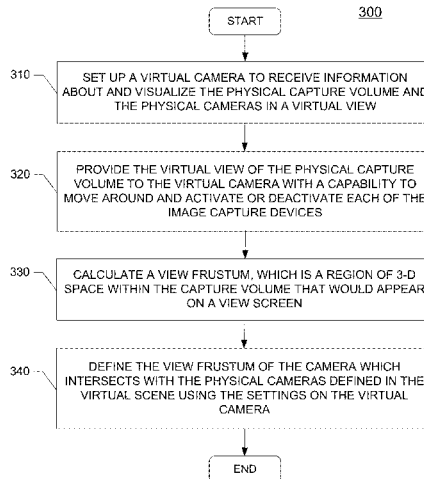 START
300
310
SET UP A VIRTUAL CAMERA TO RECEIVE INFORMATION
ABOUT AND VISUALIZE THE PHYSICAL CAPTURE VOLUME AND
THE PHYSICAL CAMERAS IN A VIRTUAL VIEW
320
PROVIDE THE VIRTUAL VIEW OF THE PHYSICAL CAPTURE
VOLUME TO THE VIRTUAL CAMERA WITH A CAPABILITY TO
MOVE AROUND AND ACTIVATE OR DEACTIVATE EACH OF THE
IMAGE CAPTURE DEVICES
330
CALCULATE A VIEW FRUSTUM, WHICH IS A REGION OF 3-D
SPACE WITHIN THE CAPTURE VOLUME THAT WOULD APPEAR
ON A VIEW SCREEN
340
DEFINE THE VIEW FRUSTUM OF THE CAMERA WHICH
INTERSECTS WITH THE PHYSICAL CAMERAS DEFINED IN THE
VIRTUAL SCENE USING THE SETTINGS ON THE VIRTUAL
CAMERA
END